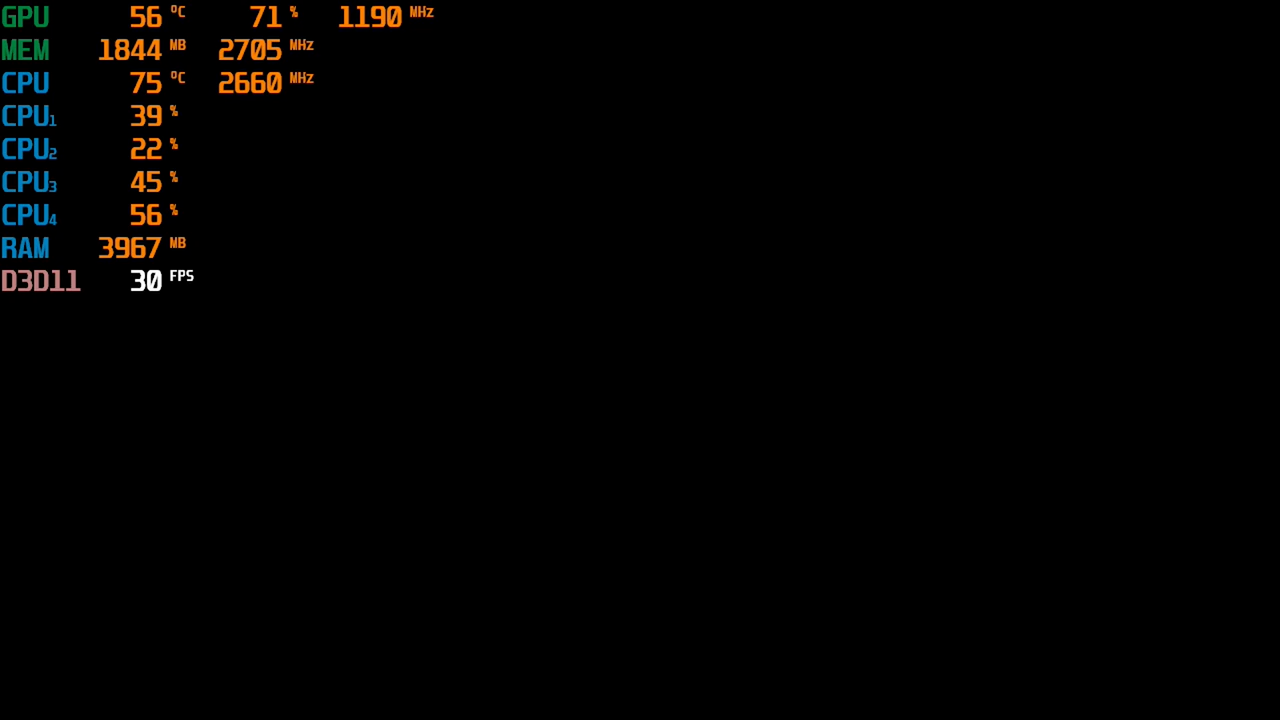 GPU 56 °C 71 % 1190 MHz
MEM 1844 MB 2705 MHz
CPU 75 °C 2660 MHz
CPU1 39 %
CPU2 22 %
CPU3 45 %
CPU4 56 %
RAM 3967 MB
D3D11 30 FPS